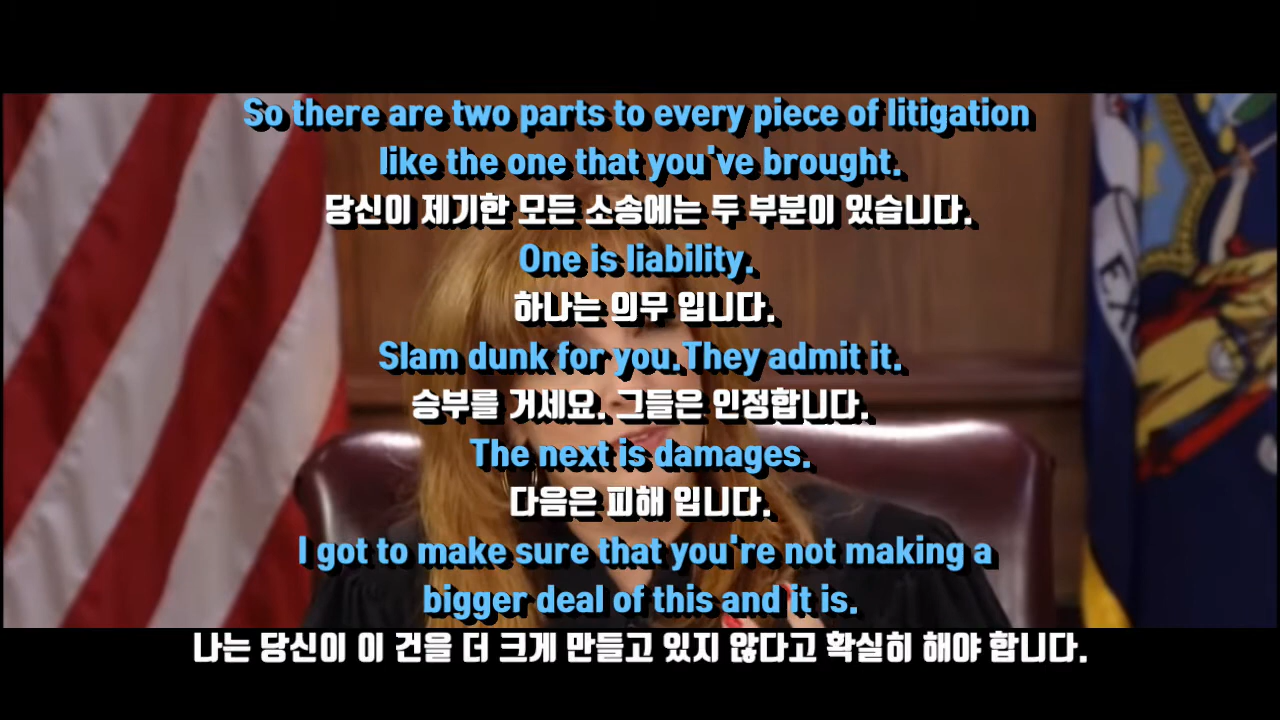 So there are two parts to every piece of litigation
like the one that you've brought.
당신이 제기한 모든 소송에는 두 부분이 있습니다.
One is liability.
하나는 의무 입니다.
Slam dunk for you.They admit it.
승부를 거세요. 그들은 인정합니다.
The next is damages.
다음은 피해 입니다.
I got to make sure that you're not making a
bigger deal of this and it is.
나는 당신이 이 건을 더 크게 만들고 있지 않다고 확실히 해야 합니다.
EX